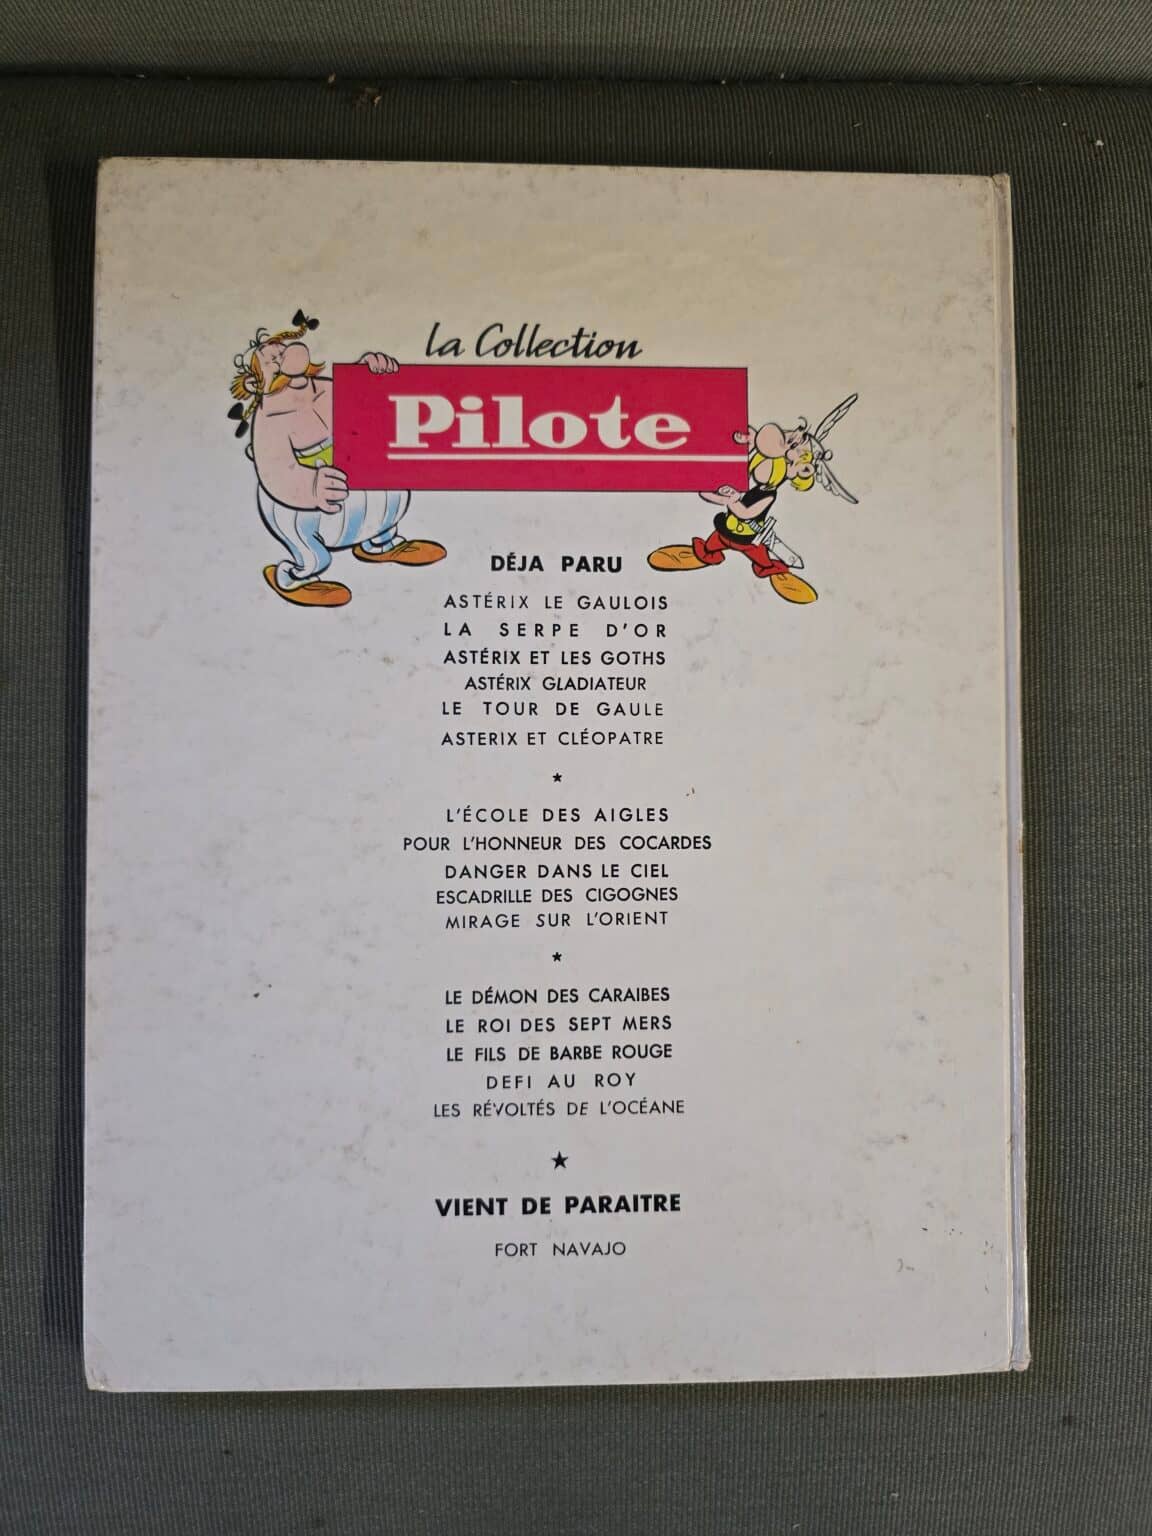 la Collection
Pilote
DÉJA PARU
ASTÉRIX LE GAULOIS
LA SERPE D'OR
ASTÉRIX ET LES GOTHS
ASTÉRIX GLADIATEUR
LE TOUR DE GAULE
ASTERIX ET CLÉOPATRE
L'ÉCOLE DES AIGLES
POUR L'HONNEUR DES COCARDES
DANGER DANS LE CIEL
ESCADRILLE DES CIGOGNES
MIRAGE SUR L'ORIENT
LE DÉMON DES CARAIBES
LE ROI DES SEPT MERS
LE FILS DE BARBE ROUGE
DEFI AU ROY
LES RÉVOLTÉS DE L'OCÉANE
VIENT DE PARAITRE
FORT NAVAJO